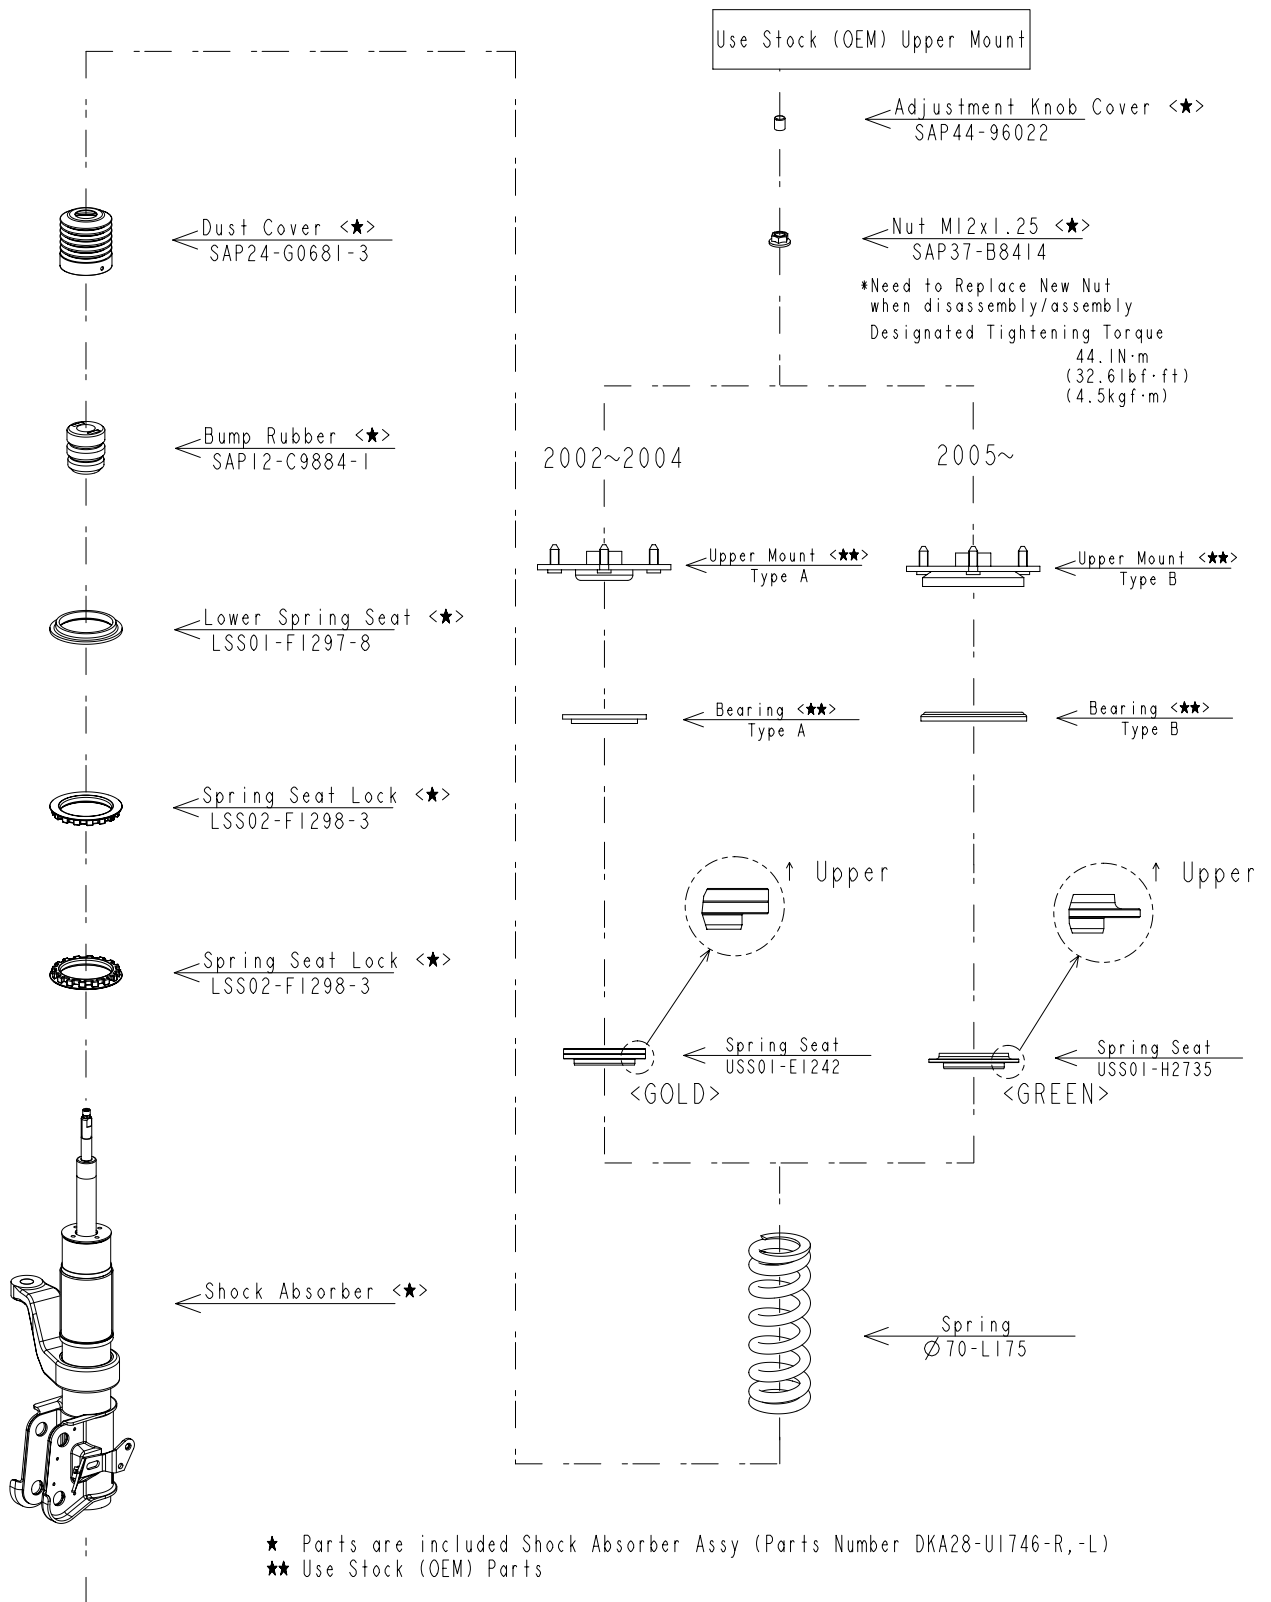 Use Stock (OEM) Upper Mount
Adjustment Knob Cover <★>
SAP44-96022
Dust Cover <★>
SAP24-G0681-3
Nut M12x1.25 <★>
SAP37-B8414
*Need to Replace New Nut
when disassembly/assembly
Designated Tightening Torque
44.1N·m
(32.6lbf·ft)
(4.5kgf·m)
Bump Rubber <★>
SAP12-C9884-1
2002~2004
2005~
Upper Mount <★★>
Type A
Upper Mount <★★>
Type B
Lower Spring Seat <★>
LSS01-F1297-8
Bearing <★★>
Type A
Bearing <★★>
Type B
Spring Seat Lock <★>
LSS02-F1298-3
↑ Upper
↑ Upper
Spring Seat Lock <★>
LSS02-F1298-3
Spring Seat
USS01-E1242
<GOLD>
Spring Seat
USS01-H2735
<GREEN>
Shock Absorber <★>
Spring
Ø70-L175
★ Parts are included Shock Absorber Assy (Parts Number DKA28-U1746-R,-L)
★★ Use Stock (OEM) Parts